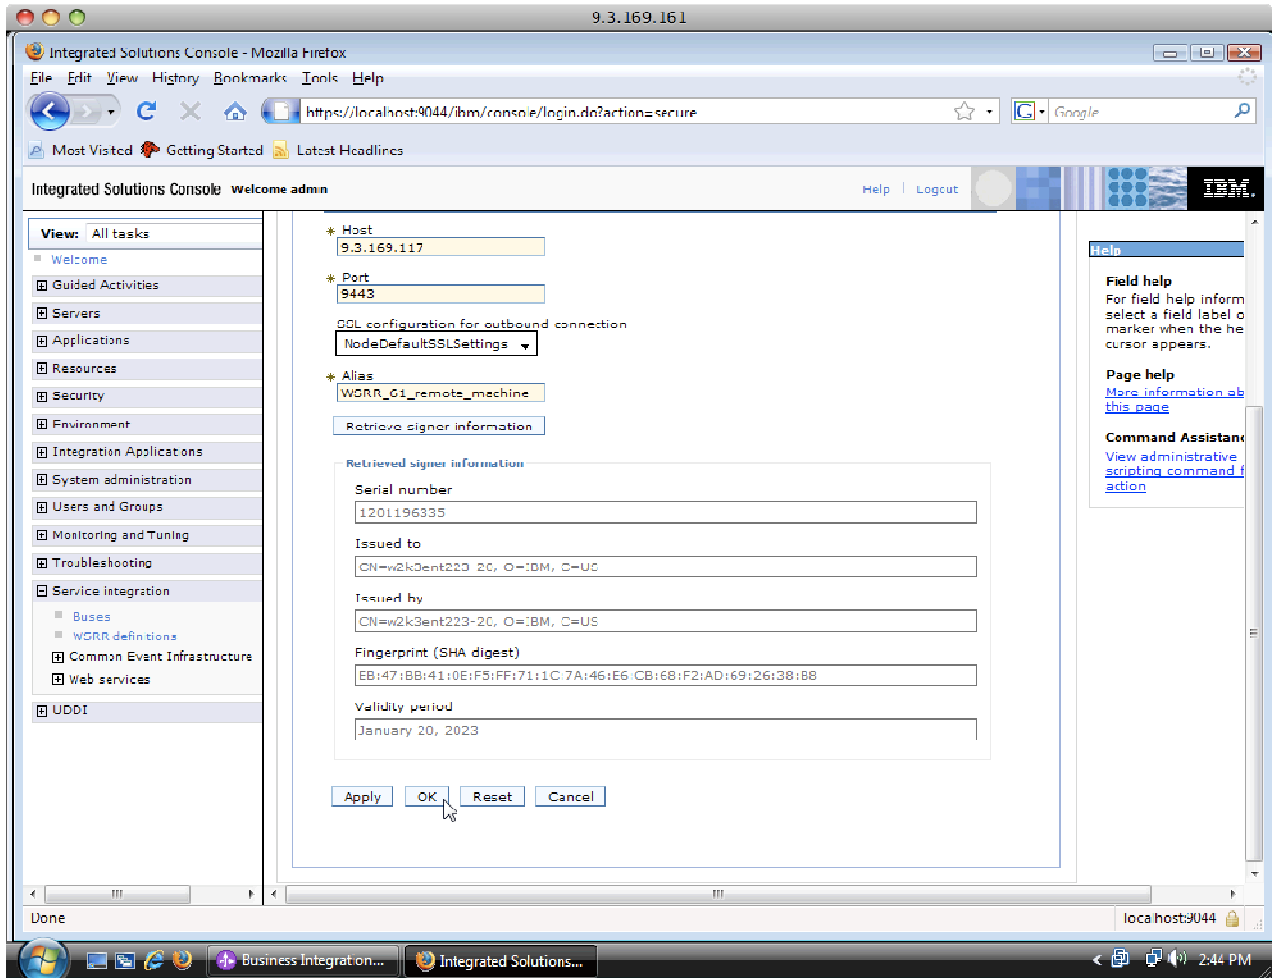 9.3.169.161
Integrated Solutions Console - Mozilla Firefox
File Edit View History Bookmarks Tools Help
https://localhost:9044/ibm/console/login.do?action=secure
G Google
Most Visited Getting Started Latest Headlines
Integrated Solutions Console Welcome admin Help Logout IBM.
View: All tasks
Welcome
Guided Activities
Servers
Applications
Resources
Security
Environment
Integration Applications
System administration
Users and Groups
Monitoring and Tuning
Troubleshooting
Service integration
Buses
WSRR definitions
Common Event Infrastructure
Web services
UDDI
Host
9.3.169.117
Port
9443
SSL configuration for outbound connection
NodeDefaultSSLSettings
Alias
WSRR_61_remote_machine
Retrieve signer information
Retrieved signer information
Serial number
1201196335
Issued to
CN=w2k3ent223-20, O=IBM, C=US
Issued by
CN=w2k3ent223-20, O=IBM, C=US
Fingerprint (SHA digest)
EB:47:BB:41:0E:F5:FF:71:1C:7A:46:E6:CB:68:F2:AD:69:26:38:B8
Validity period
January 20, 2023
Apply OK Reset Cancel
Help
Field help
For field help inform
select a field label o
marker when the he
cursor appears.
Page help
More information ab
this page
Command Assistanc
View administrative
scripting command f
action
Done
localhost:9044
Business Integration...
Integrated Solutions...
2:44 PM